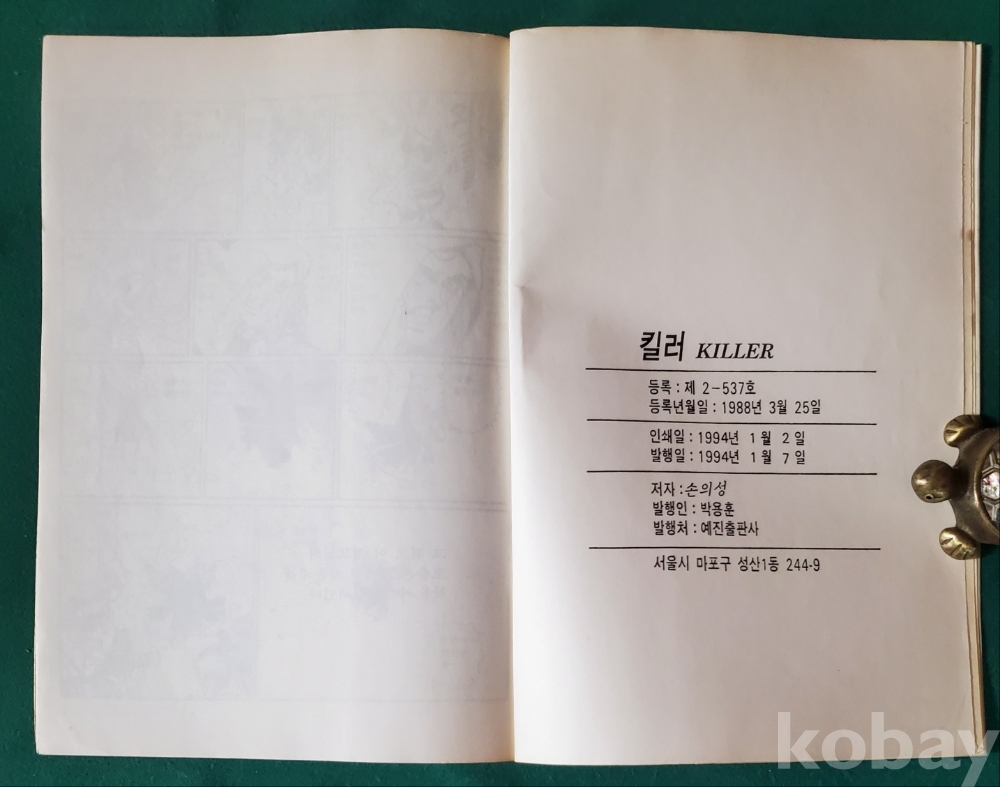 킬러 KILLER
등록 : 제 2-537호
등록년월일 : 1988년 3월 25일
인쇄일 : 1994년 1월 2일
발행일 : 1994년 1월 7일
저자 : 손의성
발행인 : 박용훈
발행처 : 예진출판사
서울시 마포구 성산1동 244-9
kobay